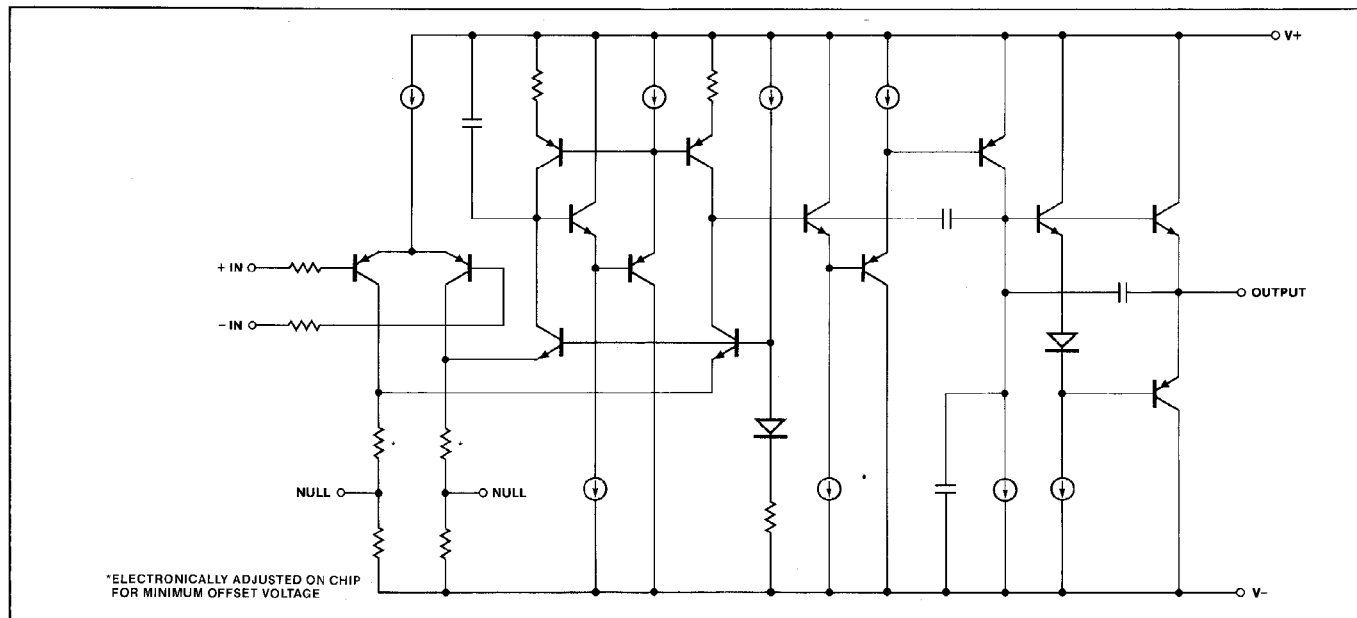 V+
+ IN
- IN
OUTPUT
*
*
NULL
NULL
*ELECTRONICALLY ADJUSTED ON CHIP
FOR MINIMUM OFFSET VOLTAGE
V-